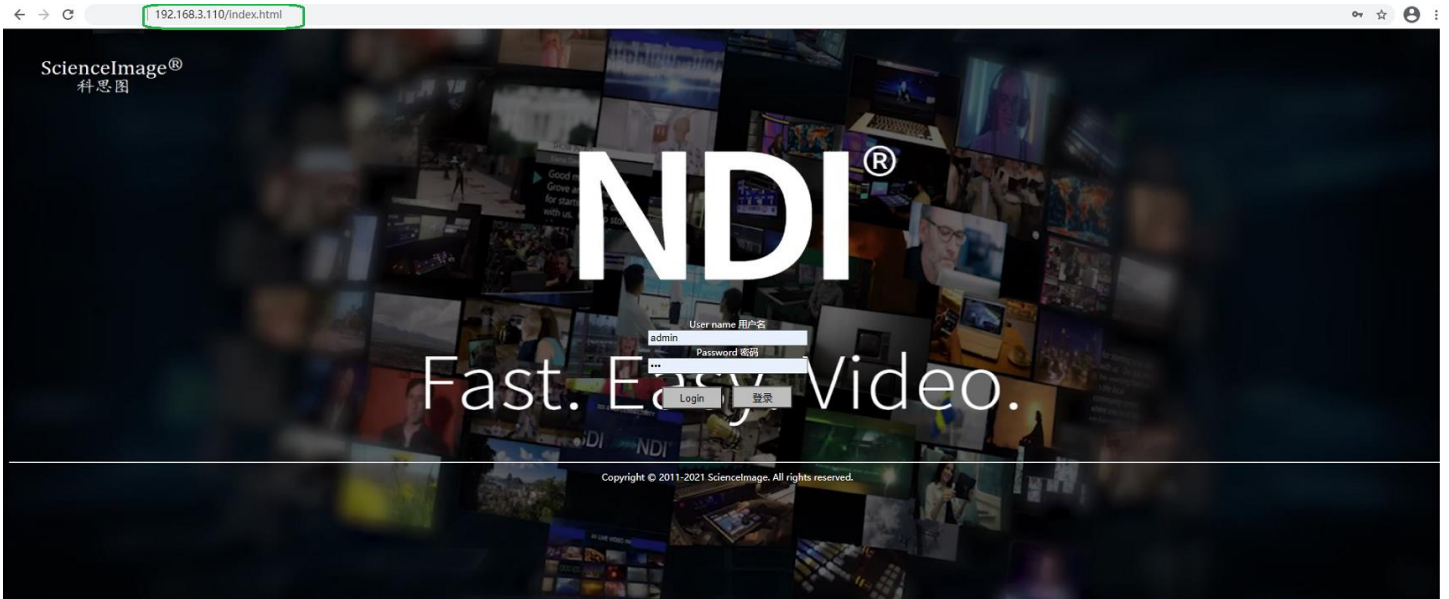 192.168.3.110/index.html
ScienceImage®
科思图
NDI®
User name 用户名
admin
Password 密码
•••
Fast. Easy. Video.
Login
登录
NDI
Copyright © 2011-2021 ScienceImage. All rights reserved.